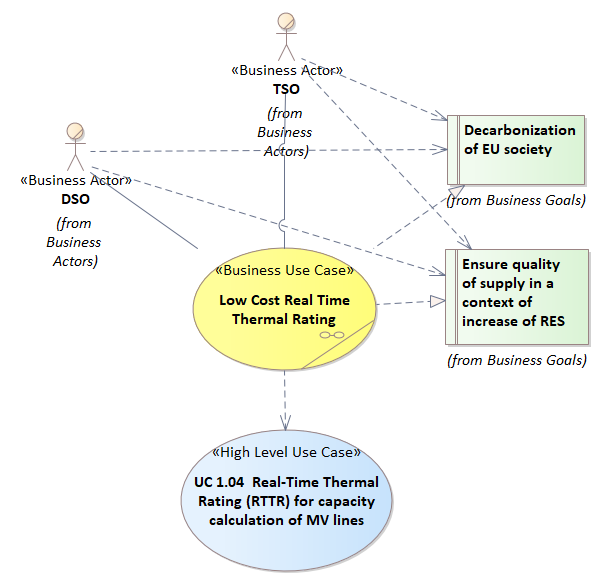 «Business Actor»
TSO
(from
Business
Actors)
«Business Actor»
DSO
(from
Business
Actors)
Decarbonization
of EU society
(from Business Goals)
Ensure quality
of supply in a
context of
increase of RES
(from Business Goals)
«Business Use Case»
Low Cost Real Time
Thermal Rating
«High Level Use Case»
UC 1.04  Real-Time Thermal
Rating (RTTR) for capacity
calculation of MV lines